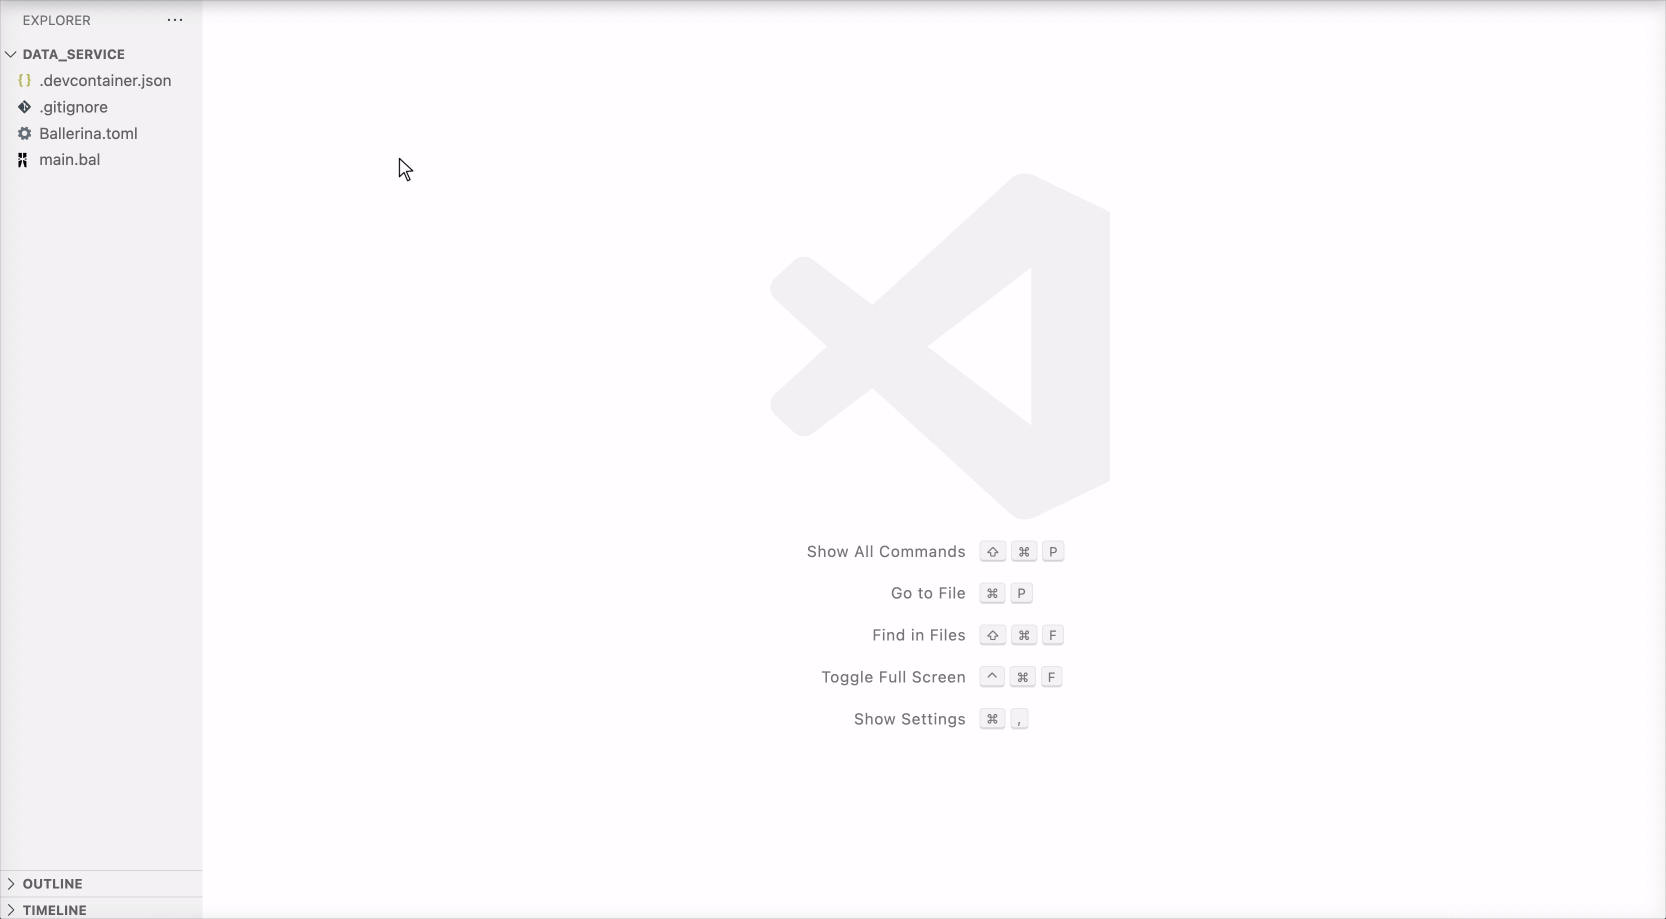 EXPLORER ···
DATA_SERVICE
{} .devcontainer.json
.gitignore
Ballerina.toml
main.bal
Show All Commands ⇧ ⌘ P
Go to File ⌘ P
Find in Files ⇧ ⌘ F
Toggle Full Screen ^ ⌘ F
Show Settings ⌘ ,
OUTLINE
TIMELINE